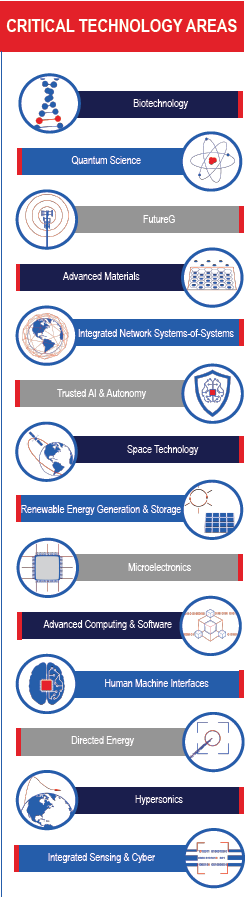 CRITICAL TECHNOLOGY AREAS
Biotechnology
Quantum Science
FutureG
Advanced Materials
Integrated Network Systems-of-Systems
Trusted AI & Autonomy
Space Technology
Renewable Energy Generation & Storage
Microelectronics
Advanced Computing & Software
Human Machine Interfaces
Directed Energy
Hypersonics
Integrated Sensing & Cyber